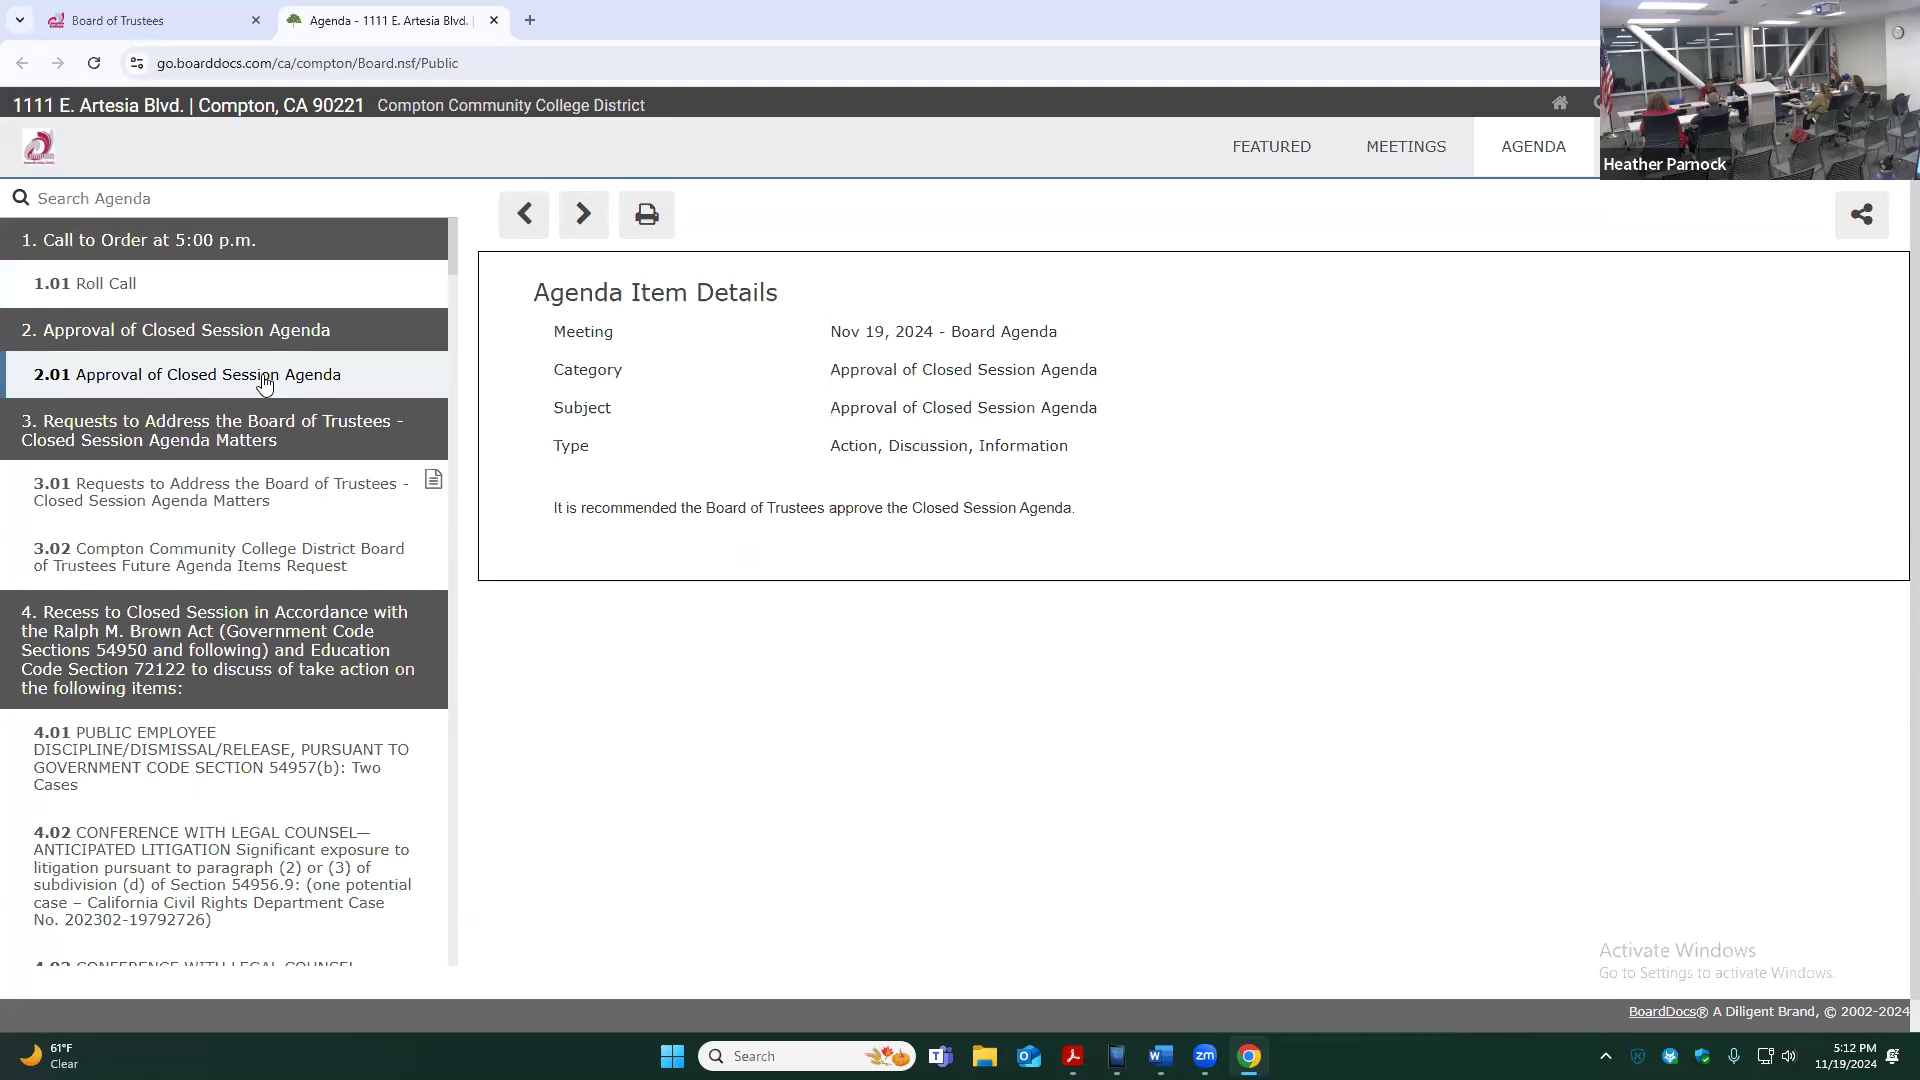 Board of Trustees
Agenda - 1111 E. Artesia Blvd. |
go.boarddocs.com/ca/compton/Board.nsf/Public
1111 E. Artesia Blvd. | Compton, CA 90221 Compton Community College District
FEATURED MEETINGS AGENDA
Heather Parnock
Search Agenda
1. Call to Order at 5:00 p.m.
1.01 Roll Call
2. Approval of Closed Session Agenda
2.01 Approval of Closed Session Agenda
3. Requests to Address the Board of Trustees -
Closed Session Agenda Matters
3.01 Requests to Address the Board of Trustees -
Closed Session Agenda Matters
3.02 Compton Community College District Board
of Trustees Future Agenda Items Request
4. Recess to Closed Session in Accordance with
the Ralph M. Brown Act (Government Code
Sections 54950 and following) and Education
Code Section 72122 to discuss of take action on
the following items:
4.01 PUBLIC EMPLOYEE
DISCIPLINE/DISMISSAL/RELEASE, PURSUANT TO
GOVERNMENT CODE SECTION 54957(b): Two
Cases
4.02 CONFERENCE WITH LEGAL COUNSEL—
ANTICIPATED LITIGATION Significant exposure to
litigation pursuant to paragraph (2) or (3) of
subdivision (d) of Section 54956.9: (one potential
case – California Civil Rights Department Case
No. 202302-19792726)
4.03 CONFERENCE WITH LEGAL COUNSEL
Agenda Item Details
Meeting Nov 19, 2024 - Board Agenda
Category Approval of Closed Session Agenda
Subject Approval of Closed Session Agenda
Type Action, Discussion, Information
It is recommended the Board of Trustees approve the Closed Session Agenda.
Activate Windows
Go to Settings to activate Windows.
BoardDocs® A Diligent Brand, © 2002-2024
61°F
Clear
Search
zm
5:12 PM
11/19/2024